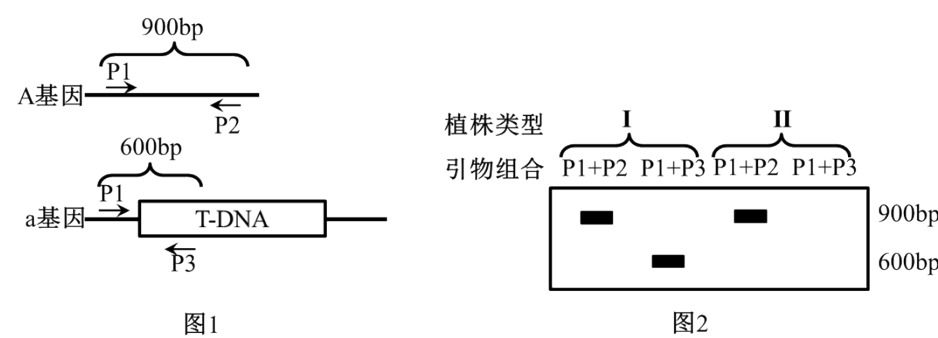 900bp
P1
A基因
P2
600bp
P1
a基因
T-DNA
P3
图1
植株类型
I
II
引物组合
P1+P2
P1+P3
P1+P2
P1+P3
900bp
600bp
图2